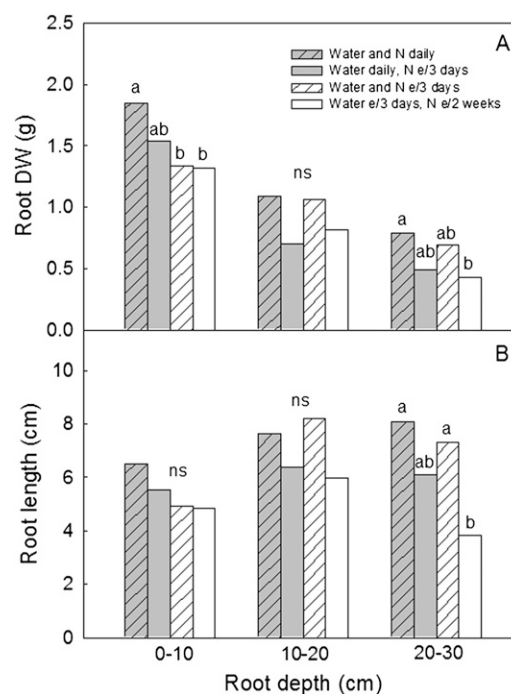 A
Water and N daily
Water daily, N e/3 days
Water and N e/3 days
Water e/3 days, N e/2 weeks
Root DW (g)
2.5
2.0
1.5
1.0
0.5
0.0
a
ab
b
b
ns
a
ab
ab
b
B
Root length (cm)
10
8
6
4
2
0
ns
ns
a
ab
a
b
0-10
10-20
20-30
Root depth (cm)